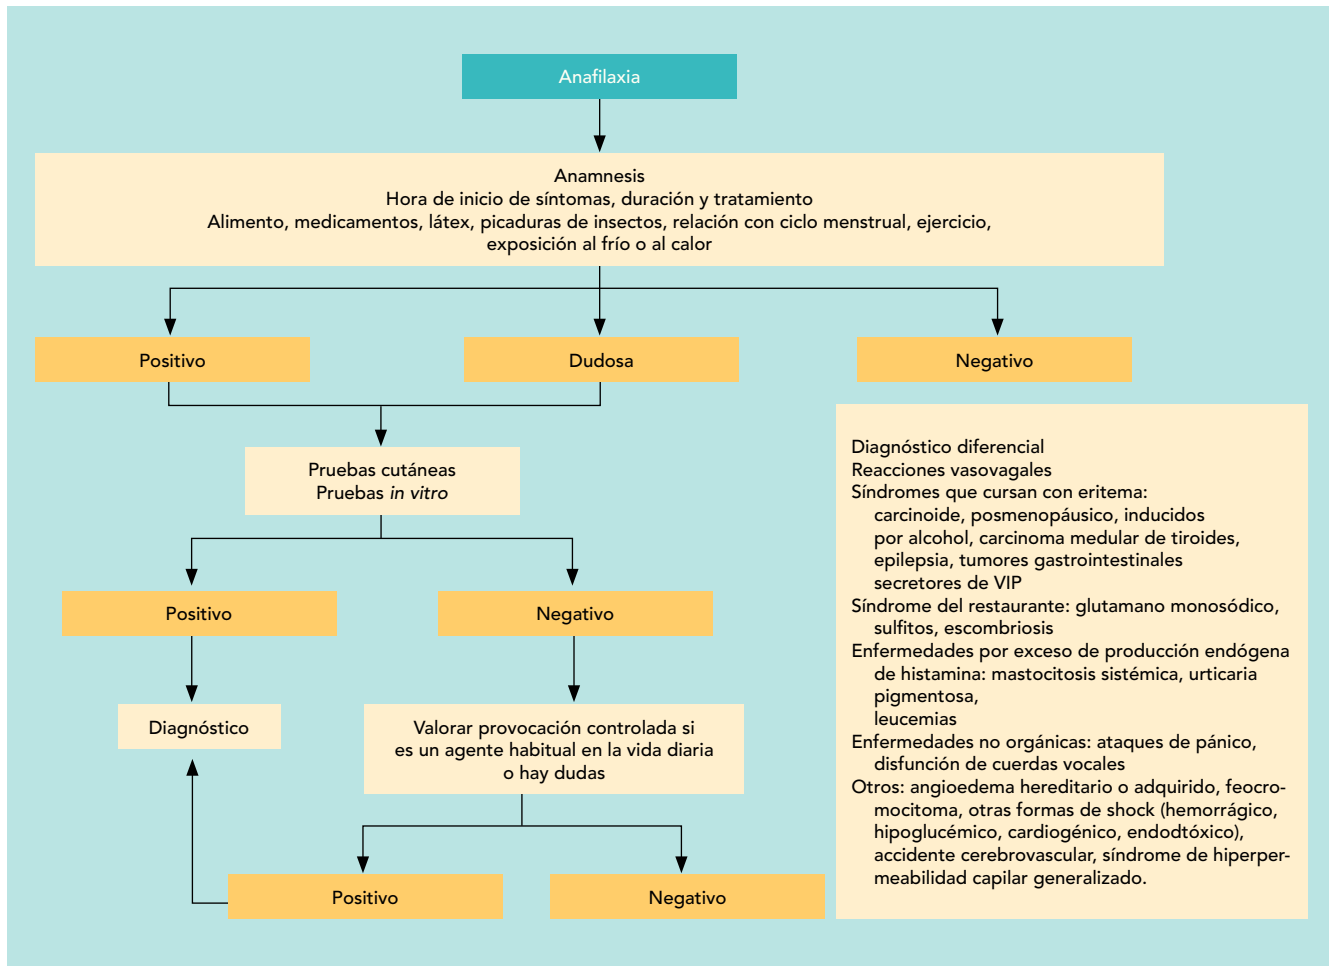 Anafilaxia
Anamnesis
Hora de inicio de síntomas, duración y tratamiento
Alimento, medicamentos, látex, picaduras de insectos, relación con ciclo menstrual, ejercicio,
exposición al frío o al calor
Positivo
Dudosa
Negativo
Pruebas cutáneas
Pruebas in vitro
Positivo
Negativo
Diagnóstico
Valorar provocación controlada si
es un agente habitual en la vida diaria
o hay dudas
Positivo
Negativo
Diagnóstico diferencial
Reacciones vasovagales
Síndromes que cursan con eritema:
carcinoide, posmenopáusico, inducidos
por alcohol, carcinoma medular de tiroides,
epilepsia, tumores gastrointestinales
secretores de VIP
Síndrome del restaurante: glutamano monosódico,
sulfitos, escombriosis
Enfermedades por exceso de producción endógena
de histamina: mastocitosis sistémica, urticaria
pigmentosa,
leucemias
Enfermedades no orgánicas: ataques de pánico,
disfunción de cuerdas vocales
Otros: angioedema hereditario o adquirido, feocro-
mocitoma, otras formas de shock (hemorrágico,
hipoglucémico, cardiogénico, endodtóxico),
accidente cerebrovascular, síndrome de hiperper-
meabilidad capilar generalizado.